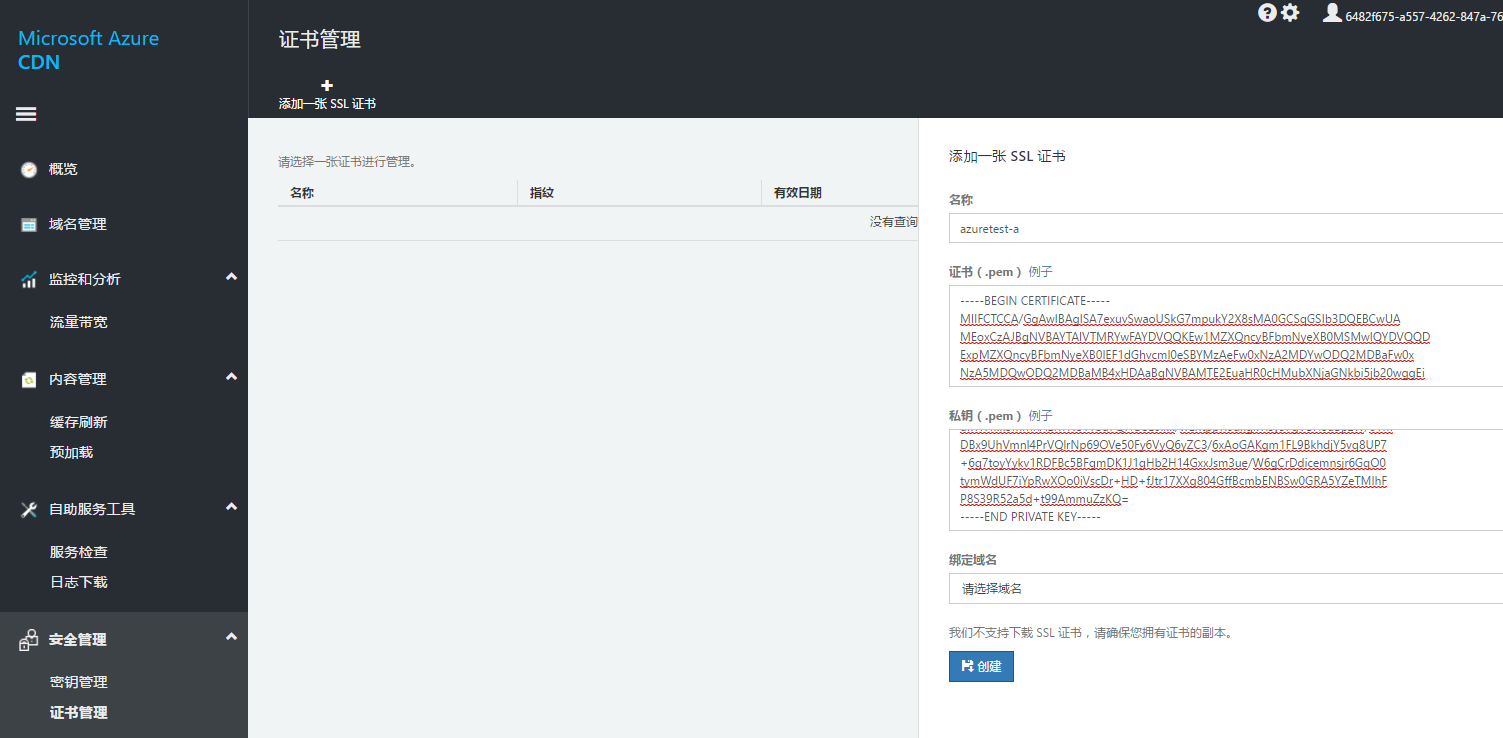 6482f675-a557-4262-847a-76
Microsoft Azure
CDN
证书管理
添加一张 SSL 证书
概览
域名管理
监控和分析
流量带宽
内容管理
缓存刷新
预加载
自助服务工具
服务检查
日志下载
安全管理
密钥管理
证书管理
请选择一张证书进行管理。
名称 指纹 有效日期
没有查询
添加一张 SSL 证书
名称
azuretest-a
证书 ( .pem ) 例子
-----BEGIN CERTIFICATE-----
MIIFCTCCA/GgAwIBAgISA7exuvSwaoUSkG7mpukY2X8sMA0GCSqGSIb3DQEBCwUA
MEoxCzAJBgNVBAYTAlVTMRYwFAYDVQQKEw1MZXQncyBFbmNyeXB0MSMwIQYDVQQD
ExpMZXQncyBFbmNyeXB0IEF1dGhvcml0eSBYMzAeFw0xNzA2MDYwODQ2MDBaFw0x
NzA5MDQwODQ2MDBaMB4xHDAaBgNVBAMTE2EuaHR0cHMubXNjaGNkbi5jb20wggEi
私钥 ( .pem ) 例子
DBx9UhVmnl4PrVQlrNp69OVe50Fy6VyQ6yZC3/6xAoGAKgm1FL9BkhdjY5vq8UP7
+6q7toyYykv1RDFBc5BFgmDK1J1gHb2H14GxxJsm3ue/W6gCrDdicemnsjr6GgO0
tymWdUF7iYpRwXOo0iVscDr+HD+fJtr17XXg804GffBcmbENBSw0GRA5YZeTMIhF
P8S39R52a5d+t99AmmuZzKQ=
-----END PRIVATE KEY-----
绑定域名
请选择域名
我们不支持下载 SSL 证书，请确保您拥有证书的副本。
创建